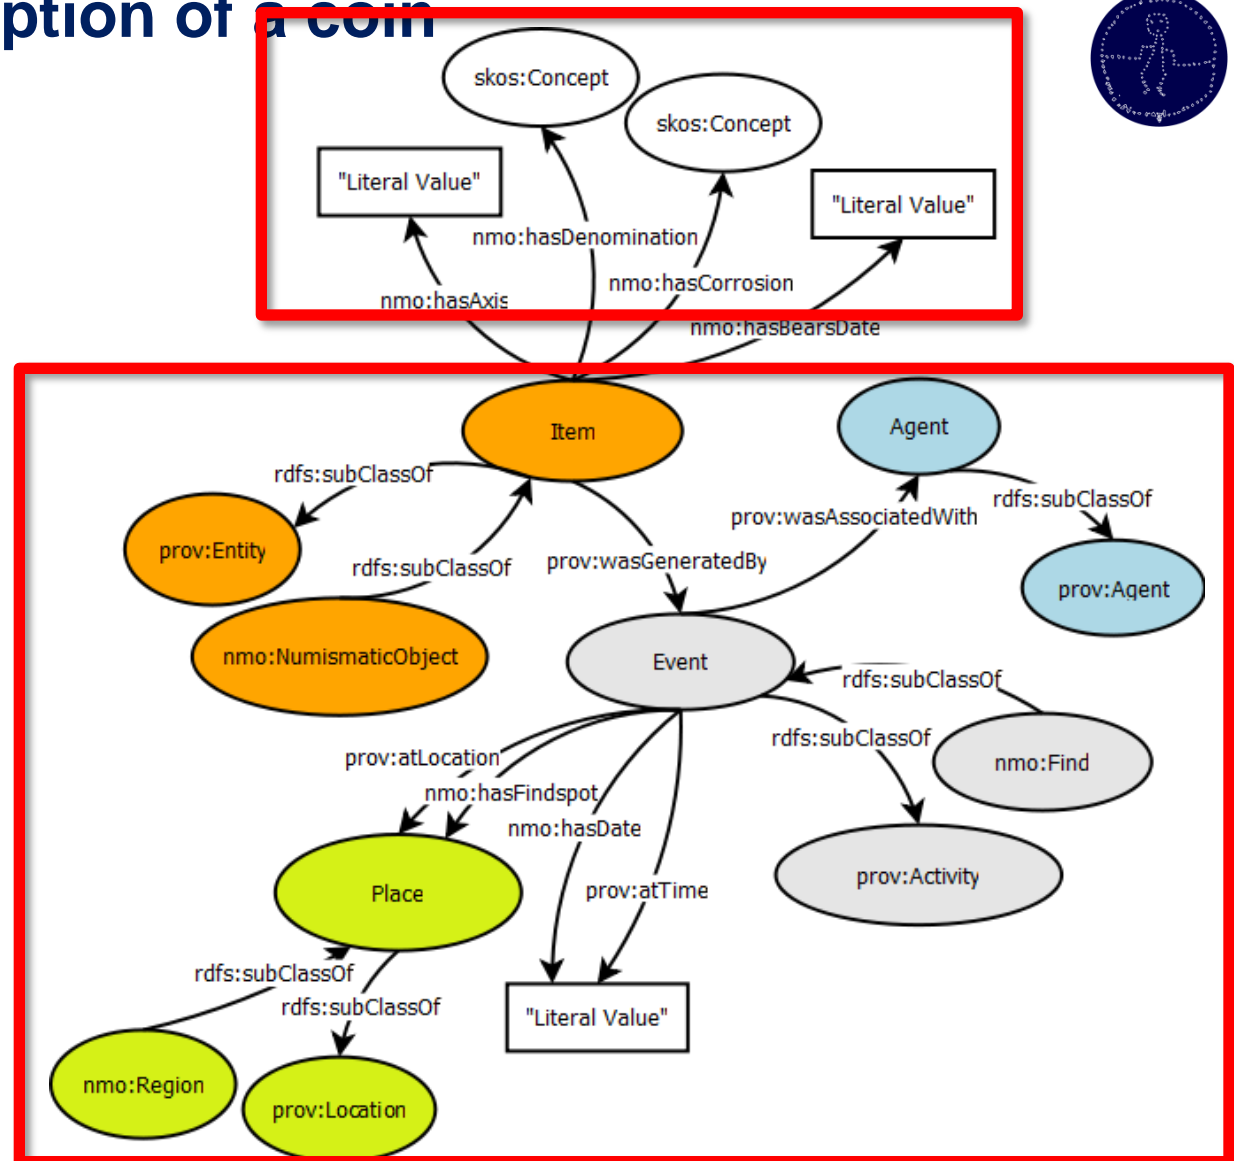 ption of a coin
skos:Concept
skos:Concept
"Literal Value"
"Literal Value"
nmo:hasDenomination
nmo:hasCorrosion
nmo:hasAxis
nmo:hasBearsDate
Item
Agent
rdfs:subClassOf
rdfs:subClassOf
prov:wasAssociatedWith
prov:Entity
rdfs:subClassOf
prov:wasGeneratedBy
prov:Agent
nmo:NumismaticObject
Event
rdfs:subClassOf
rdfs:subClassOf
prov:atLocation
nmo:Find
nmo:hasFindspot
nmo:hasDate
prov:Activity
Place
prov:atTime
rdfs:subClassOf
rdfs:subClassOf
"Literal Value"
nmo:Region
prov:Location